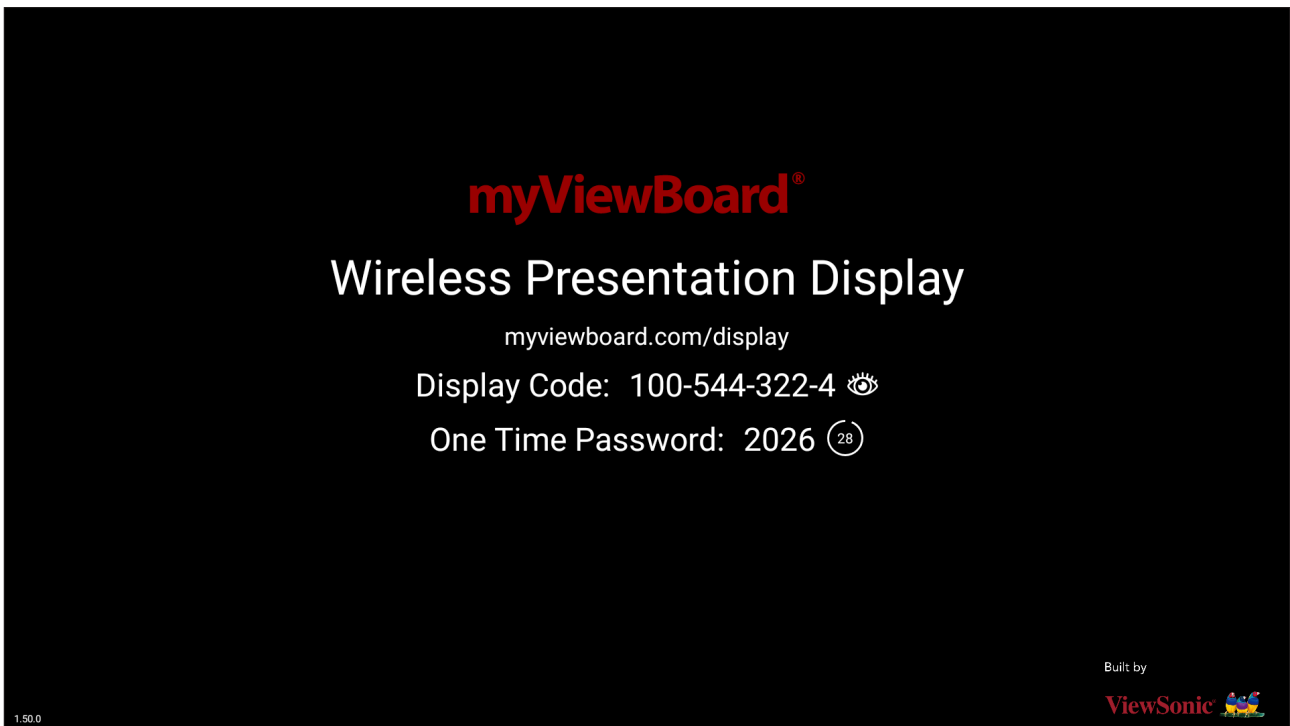 myViewBoard®
Wireless Presentation Display
myviewboard.com/display
Display Code: 100-544-322-4
One Time Password: 2026 28
Built by
ViewSonic
1.50.0